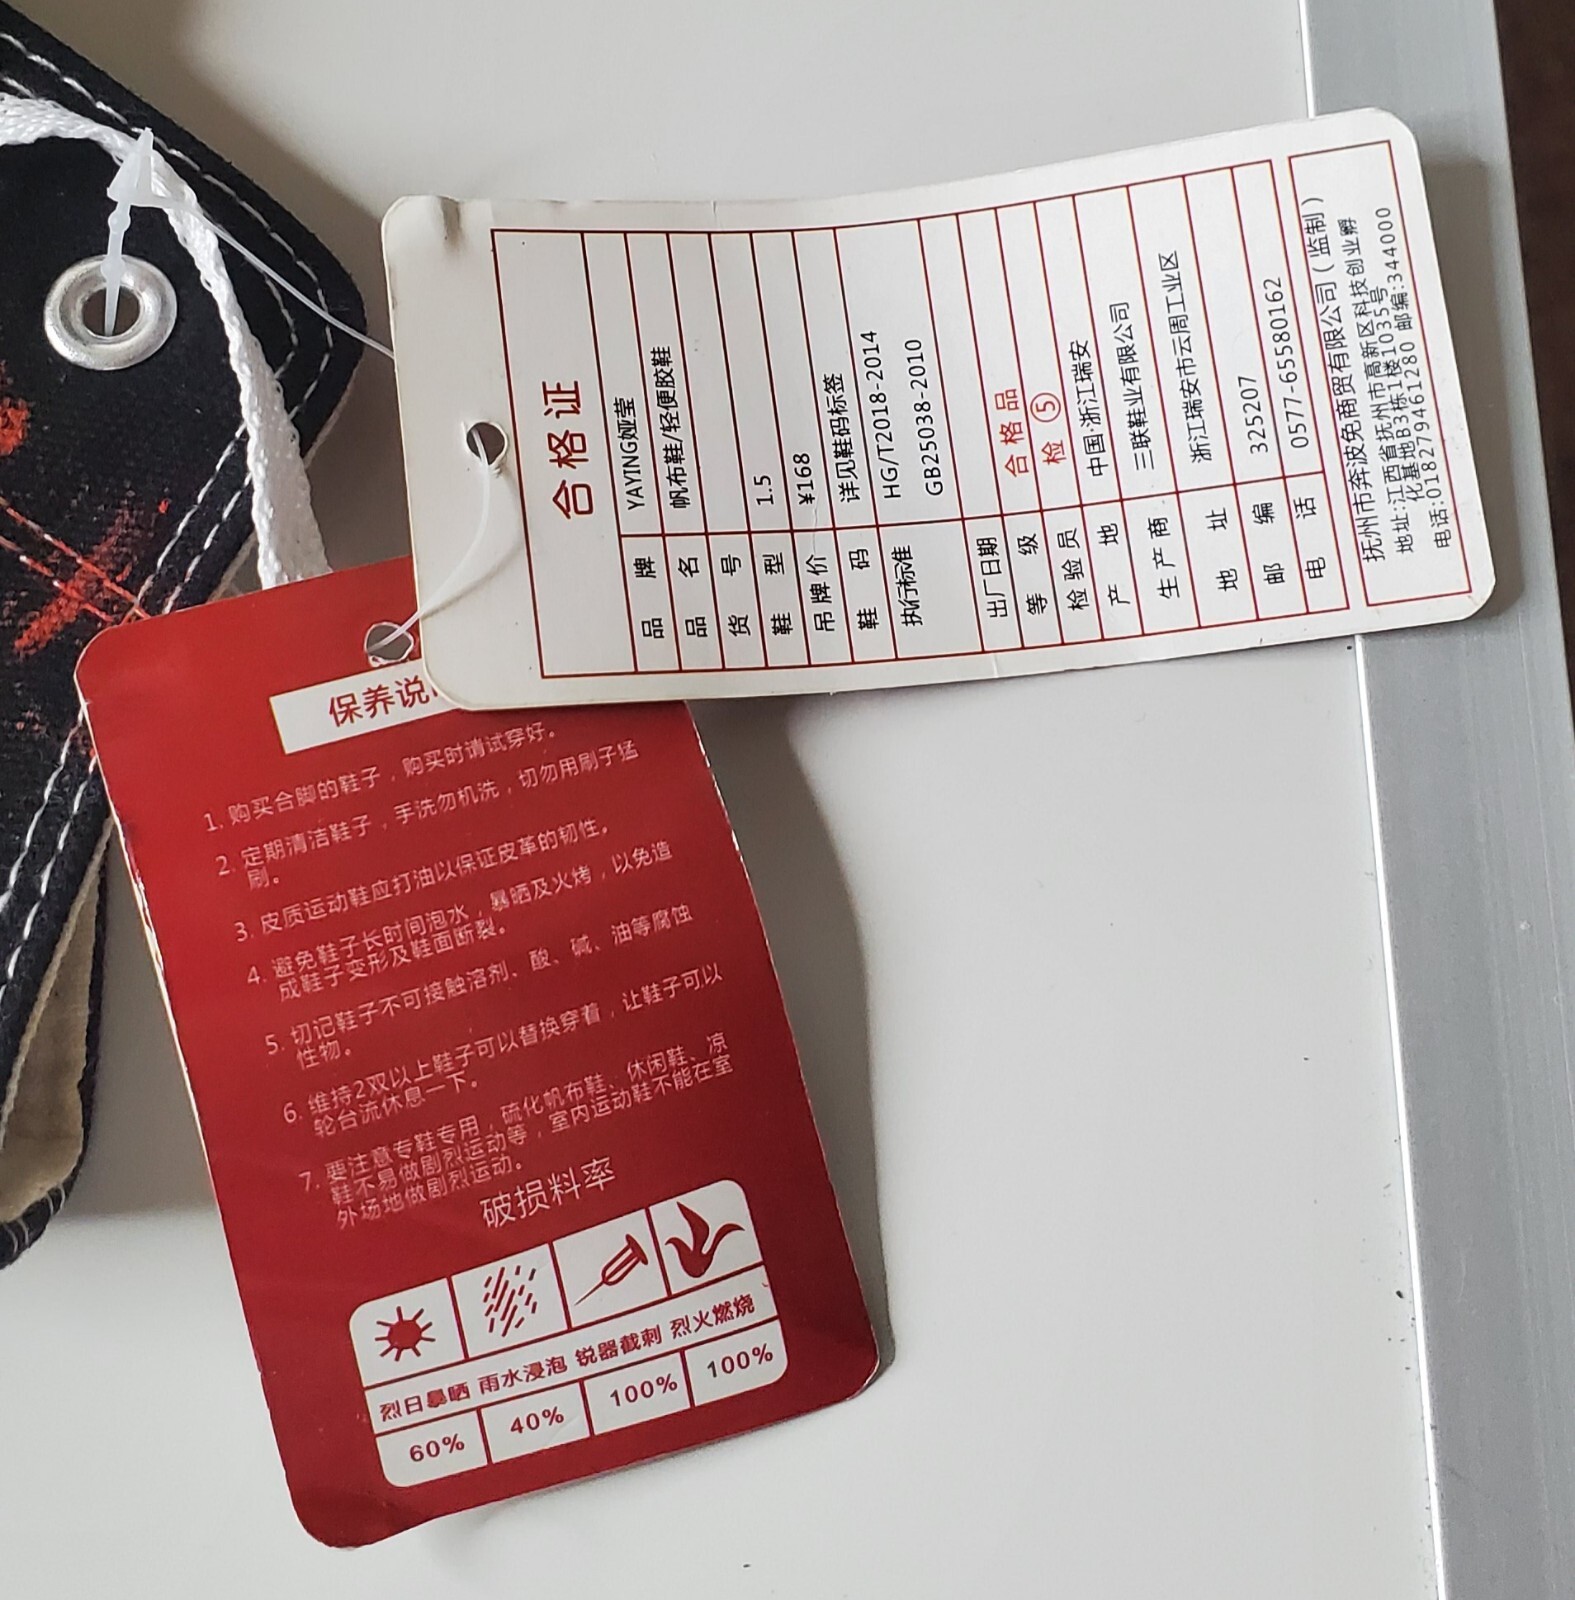 合格证
品牌 YAYING娅莹
品名 帆布鞋/轻便胶鞋
货号
鞋型 1.5
吊牌价 ¥168
鞋码 详见鞋码标签
执行标准 HG/T2018-2014
GB25038-2010
出厂日期
等级 合格品
检验员 检⑤
产地 中国·浙江瑞安
生产商 三联鞋业有限公司
地址 浙江瑞安市云周工业区
邮编 325207
电话 0577-65580162
抚州市奔波免商贸有限公司(监制)
地址:江西省抚州市高新区科技创业孵
化基地B3栋1楼1035号
电话:018279461280 邮编:344000
保养说
1. 购买合脚的鞋子，购买时请试穿好。
2. 定期清洁鞋子，手洗勿机洗，切勿用刷子猛
刷。
3. 皮质运动鞋应打油以保证皮革的韧性。
4. 避免鞋子长时间泡水，暴晒及火烤，以免造
成鞋子变形及鞋面断裂。
5. 切记鞋子不可接触溶剂、酸、碱、油等腐蚀
性物。
6. 维持2双以上鞋子可以替换穿着，让鞋子可以
轮台流休息一下。
7. 要注意专鞋专用，硫化帆布鞋、休闲鞋、凉
鞋不易做剧烈运动等，室内运动鞋不能在室
外场地做剧烈运动。
破损料率
烈日暴晒 雨水浸泡 锐器截刺 烈火燃烧
60% 40% 100% 100%